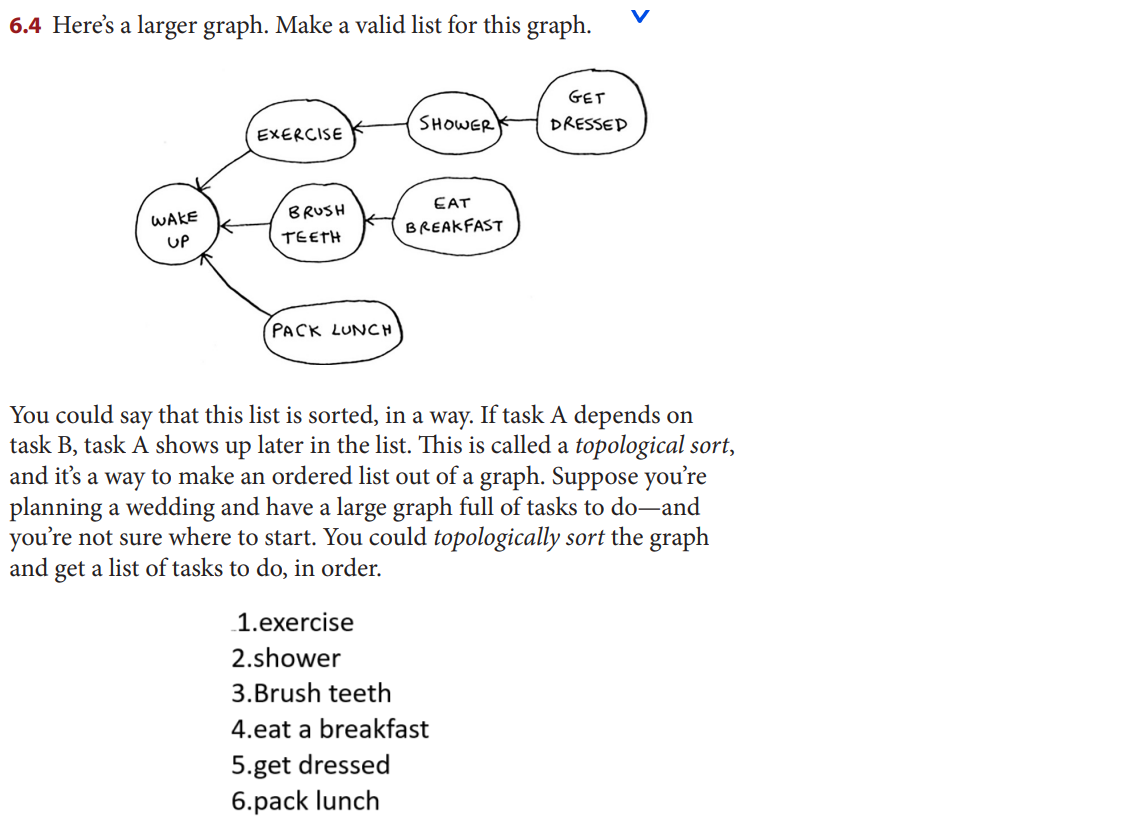 6.4 Here's a larger graph. Make a valid list for this graph.
GET
DRESSED
SHOWER
EXERCISE
EAT
BREAKFAST
BRUSH
TEETH
WAKE
UP
PACK LUNCH
You could say that this list is sorted, in a way. If task A depends on
task B, task A shows up later in the list. This is called a topological sort,
and it's a way to make an ordered list out of a graph. Suppose you're
planning a wedding and have a large graph full of tasks to do—and
you're not sure where to start. You could topologically sort the graph
and get a list of tasks to do, in order.
1.exercise
2.shower
3.Brush teeth
4.eat a breakfast
5.get dressed
6.pack lunch